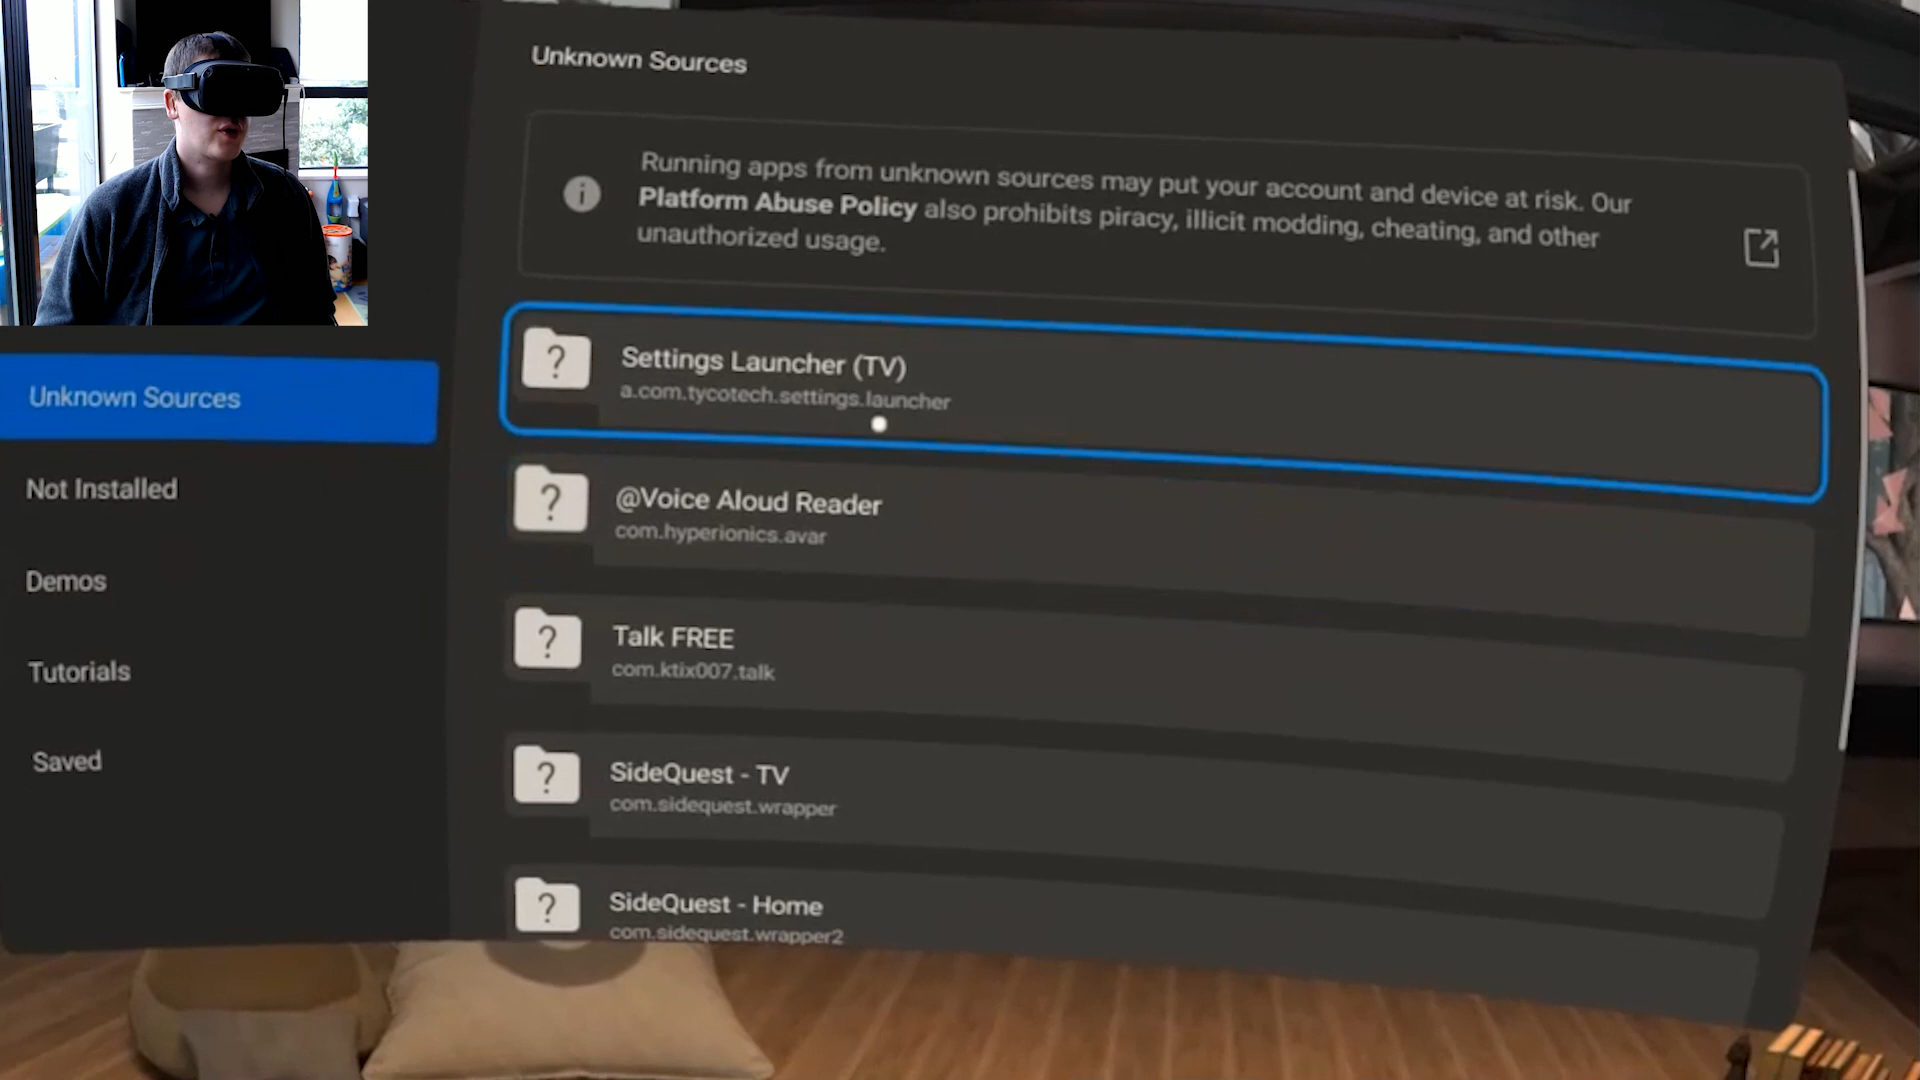 Unknown Sources
Running apps from unknown sources may put your account and device at risk. Our
Platform Abuse Policy also prohibits piracy, illicit modding, cheating, and other
unauthorized usage.
Settings Launcher (TV)
a.com.tycotech.settings.launcher
@Voice Aloud Reader
com.hyperionics.avar
Talk FREE
com.ktix007.talk
SideQuest - TV
com.sidequest.wrapper
SideQuest - Home
com.sidequest.wrapper2
Unknown Sources
Not Installed
Demos
Tutorials
Saved